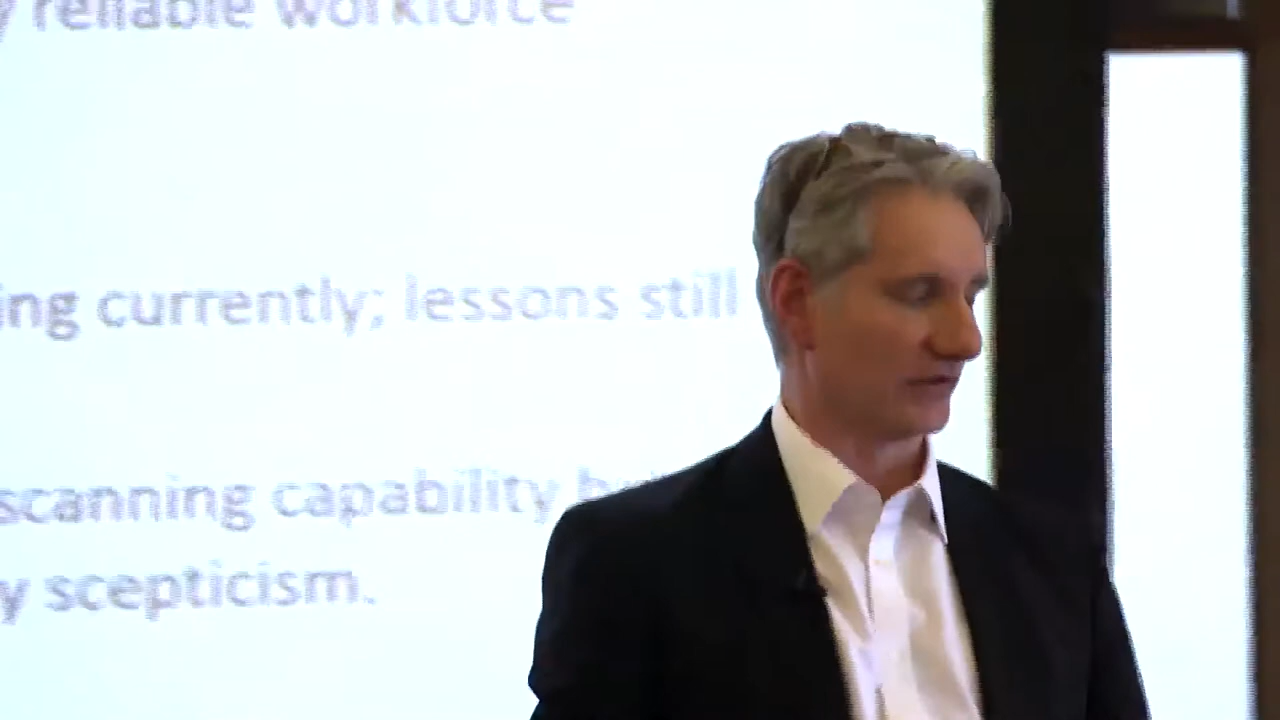 y reliable workforce
ing currently; lessons still
scanning capability
y scepticism.